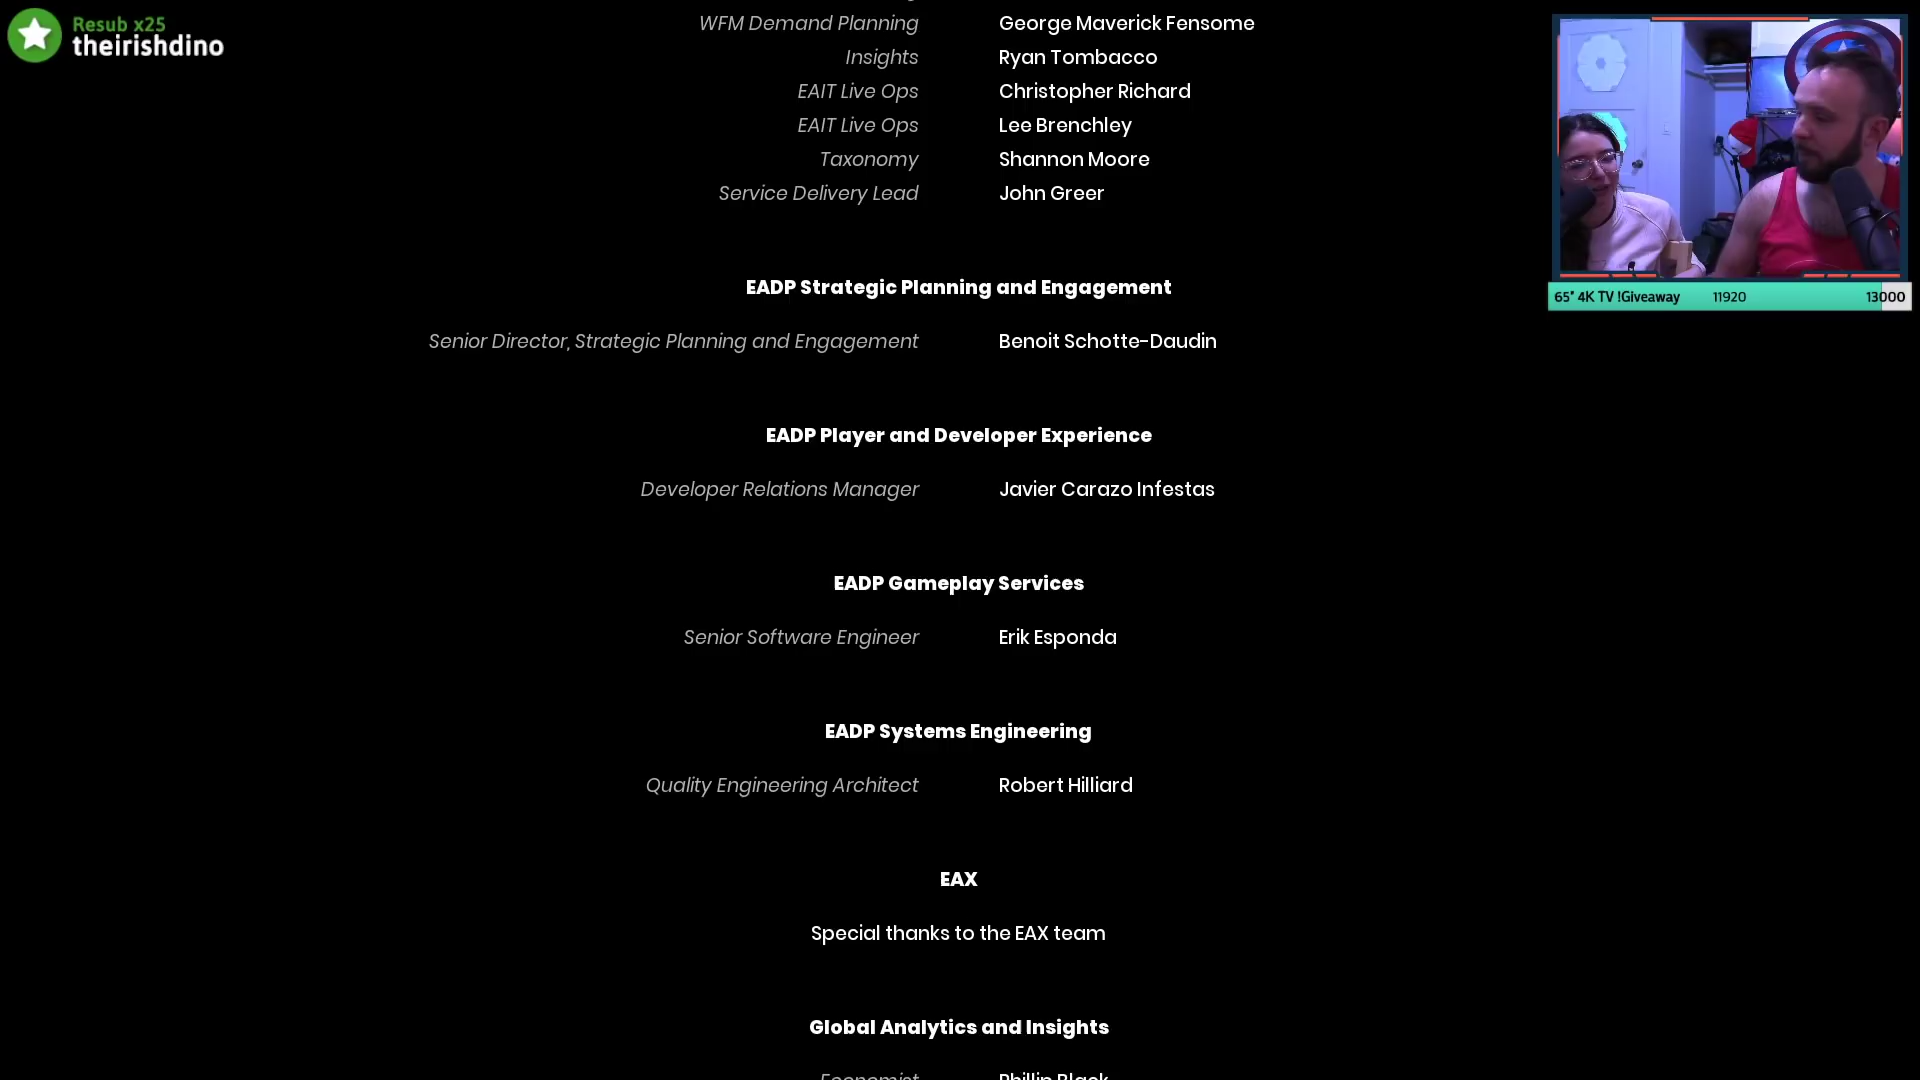 Resub x25
theirishdino
WFM Demand Planning George Maverick Fensome
Insights Ryan Tombacco
EAIT Live Ops Christopher Richard
EAIT Live Ops Lee Brenchley
Taxonomy Shannon Moore
Service Delivery Lead John Greer
65" 4K TV !Giveaway 11920 13000
EADP Strategic Planning and Engagement
Senior Director, Strategic Planning and Engagement Benoit Schotte-Daudin
EADP Player and Developer Experience
Developer Relations Manager Javier Carazo Infestas
EADP Gameplay Services
Senior Software Engineer Erik Esponda
EADP Systems Engineering
Quality Engineering Architect Robert Hilliard
EAX
Special thanks to the EAX team
Global Analytics and Insights
Economist Phillip Black